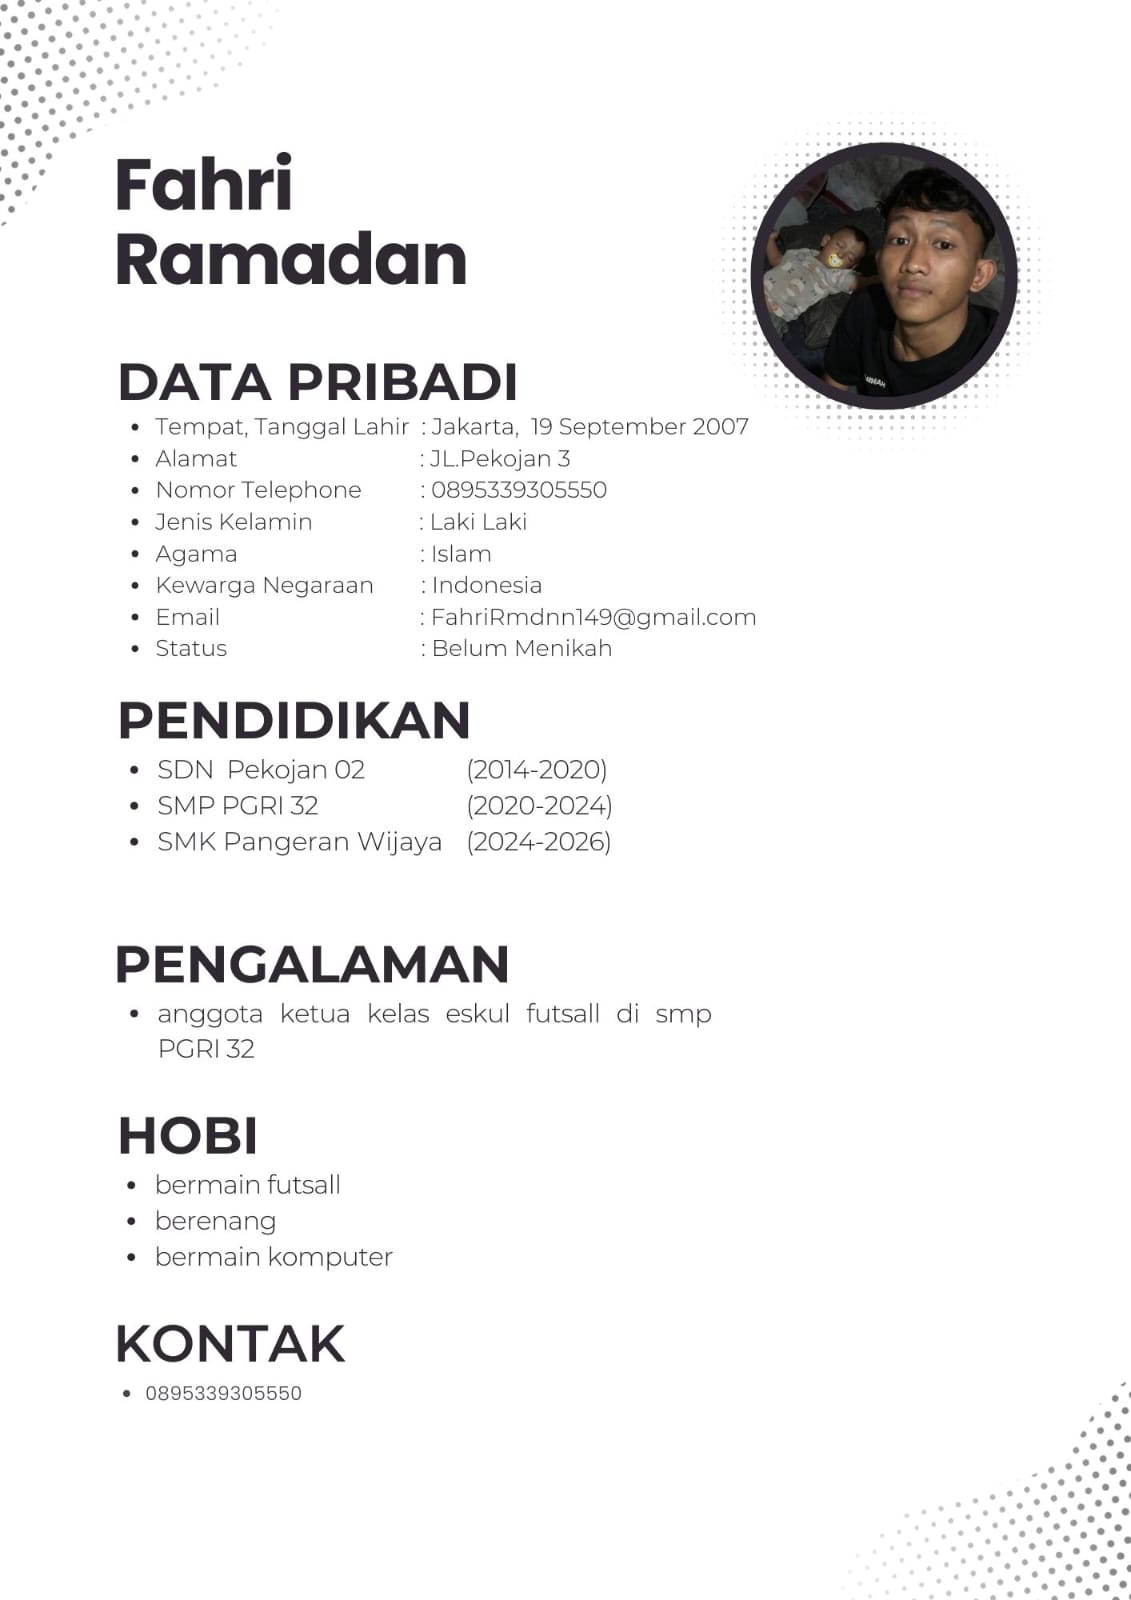 Fahri
Ramadan
DATA PRIBADI
• Tempat, Tanggal Lahir : Jakarta, 19 September 2007
• Alamat : JL.Pekojan 3
• Nomor Telephone : 0895339305550
• Jenis Kelamin : Laki Laki
• Agama : Islam
• Kewarga Negaraan : Indonesia
• Email : FahriRmdnn149@gmail.com
• Status : Belum Menikah
PENDIDIKAN
• SDN Pekojan 02 (2014-2020)
• SMP PGRI 32 (2020-2024)
• SMK Pangeran Wijaya (2024-2026)
PENGALAMAN
• anggota ketua kelas eskul futsall di smp
PGRI 32
HOBI
• bermain futsall
• berenang
• bermain komputer
KONTAK
• 0895339305550